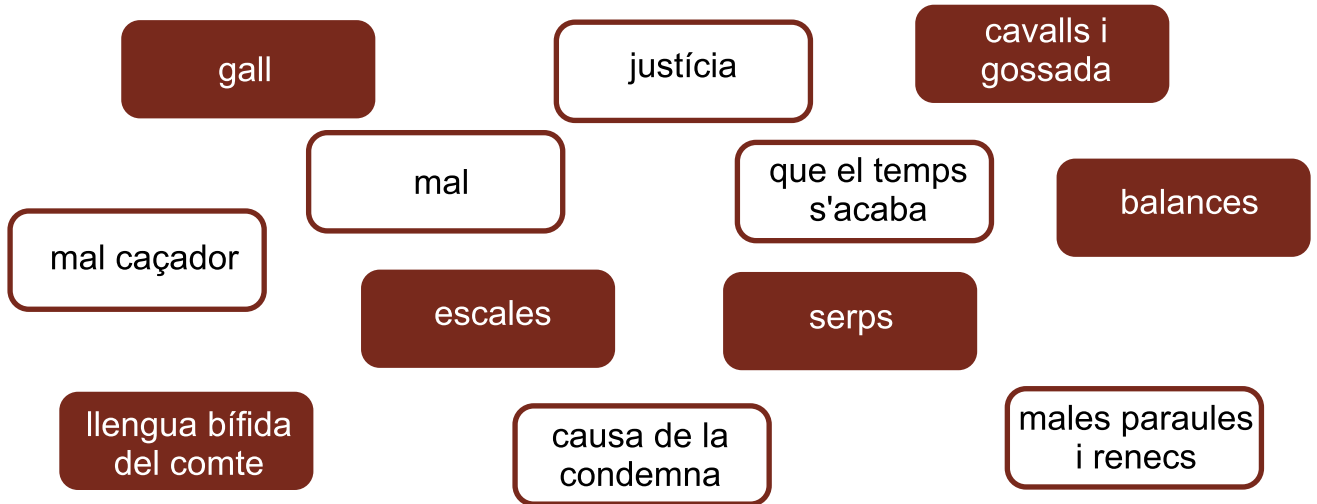 gall
justícia
cavalls i
gossada
mal
que el temps
s'acaba
balances
mal caçador
escales
serps
llengua bífida
del comte
causa de la
condemna
males paraules
i renecs